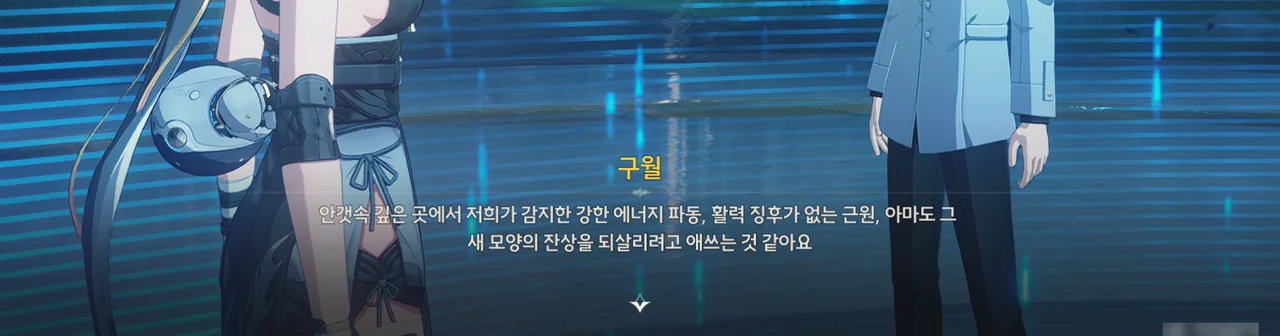 구월
안갯속 깊은 곳에서 저희가 감지한 강한 에너지 파동, 활력 징후가 없는 근원, 아마도 그
새 모양의 잔상을 되살리려고 애쓰는 것 같아요